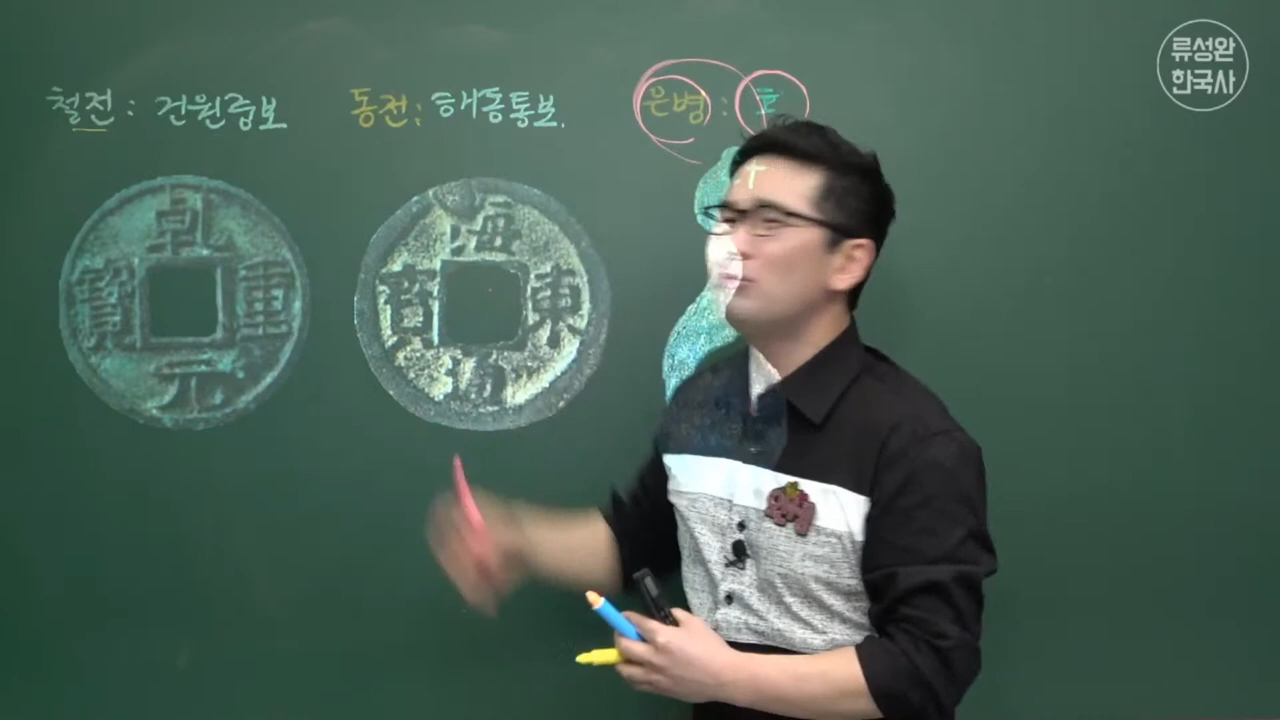 철전 : 건원중보
동전 : 해동통보.
은병 :
乾
重
元
寶
海
東
寶
류성완
한국사